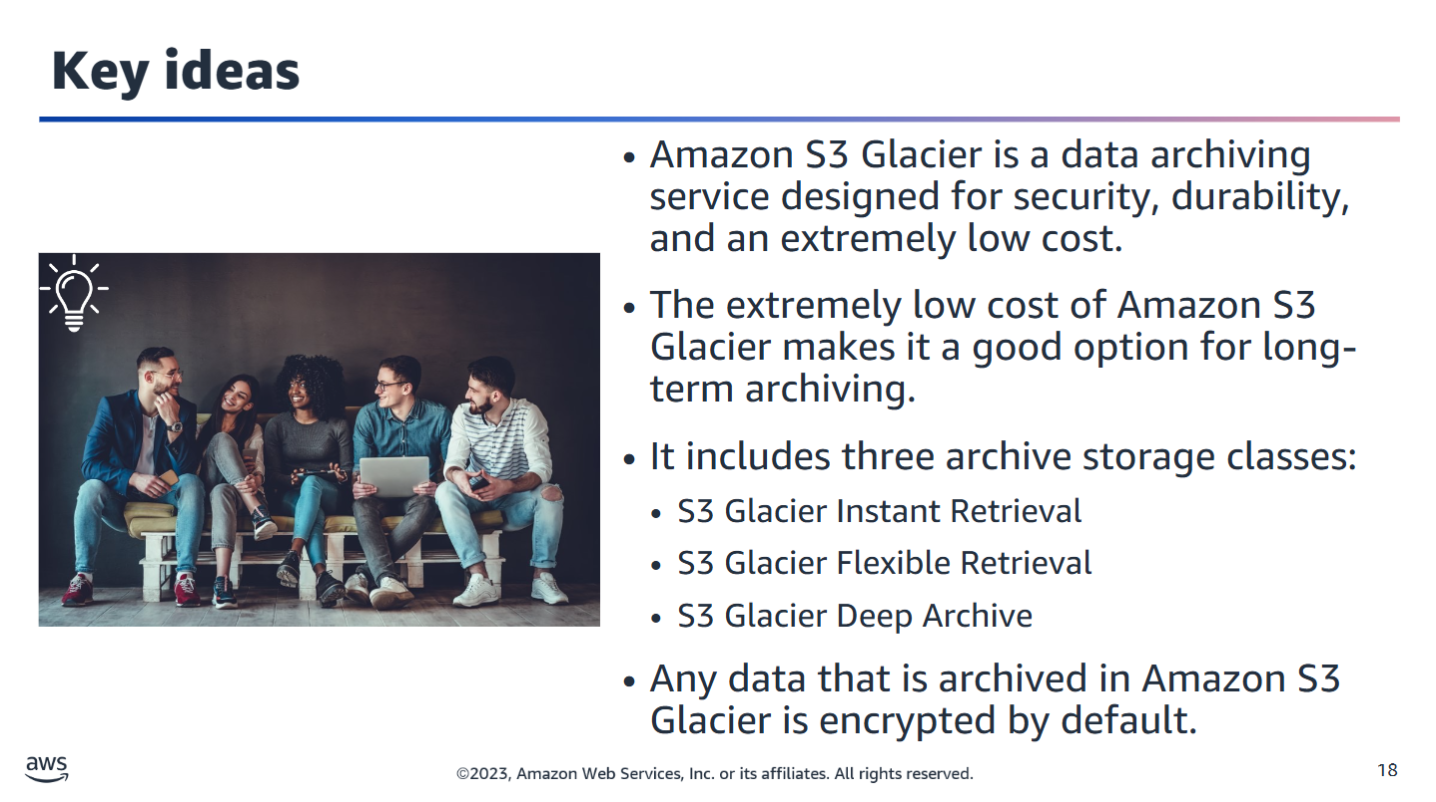 Key ideas
• Amazon S3 Glacier is a data archiving
service designed for security, durability,
and an extremely low cost.
• The extremely low cost of Amazon S3
Glacier makes it a good option for long-
term archiving.
• It includes three archive storage classes:
• S3 Glacier Instant Retrieval
• S3 Glacier Flexible Retrieval
• S3 Glacier Deep Archive
• Any data that is archived in Amazon S3
Glacier is encrypted by default.
aws
©2023, Amazon Web Services, Inc. or its affiliates. All rights reserved.
18